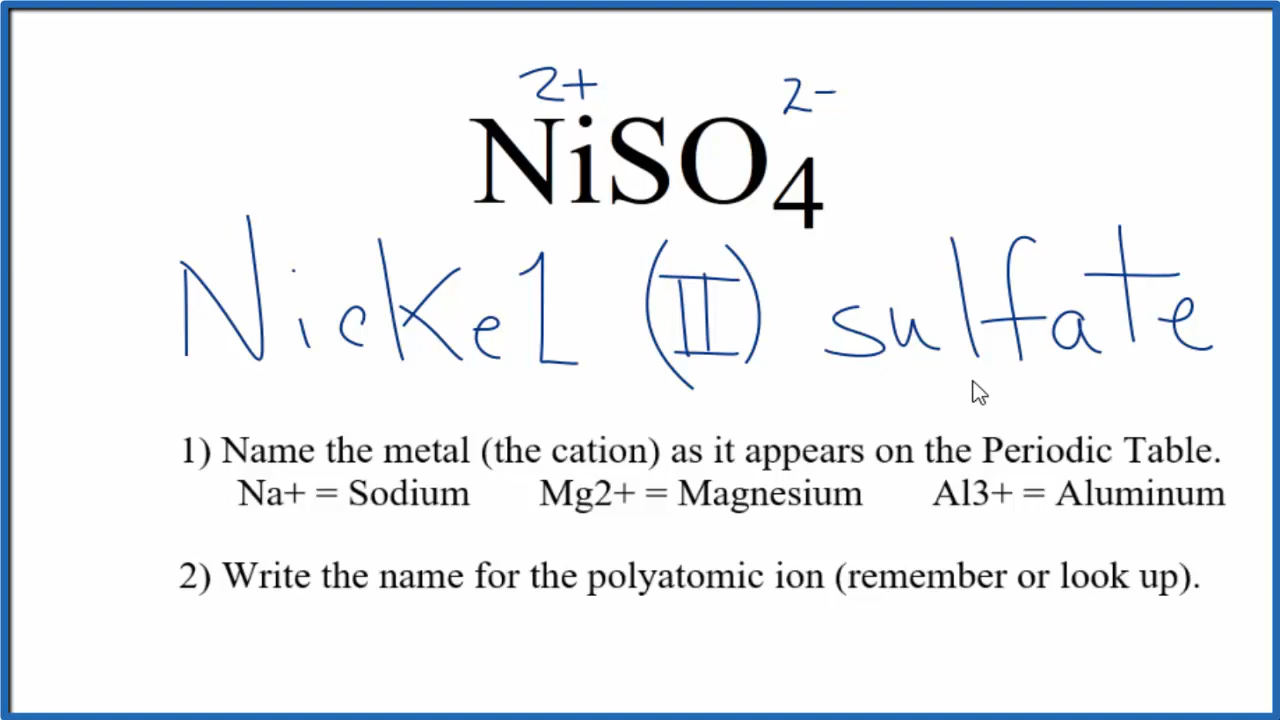 2+ 2-
NiSO4
Nickel (II) sulfate
1) Name the metal (the cation) as it appears on the Periodic Table.
Na+ = Sodium Mg2+ = Magnesium Al3+ = Aluminum
2) Write the name for the polyatomic ion (remember or look up).